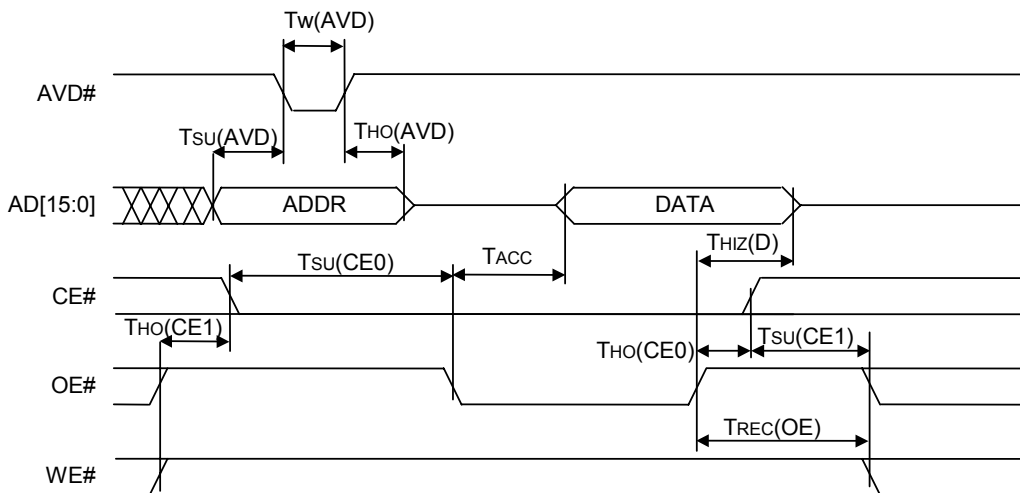 Tw(AVD)
AVD#
TSU(AVD)
THO(AVD)
AD[15:0]
ADDR
DATA
THIZ(D)
TSU(CE0)
TACC
CE#
THO(CE1)
THO(CE0)
TSU(CE1)
OE#
TREC(OE)
WE#